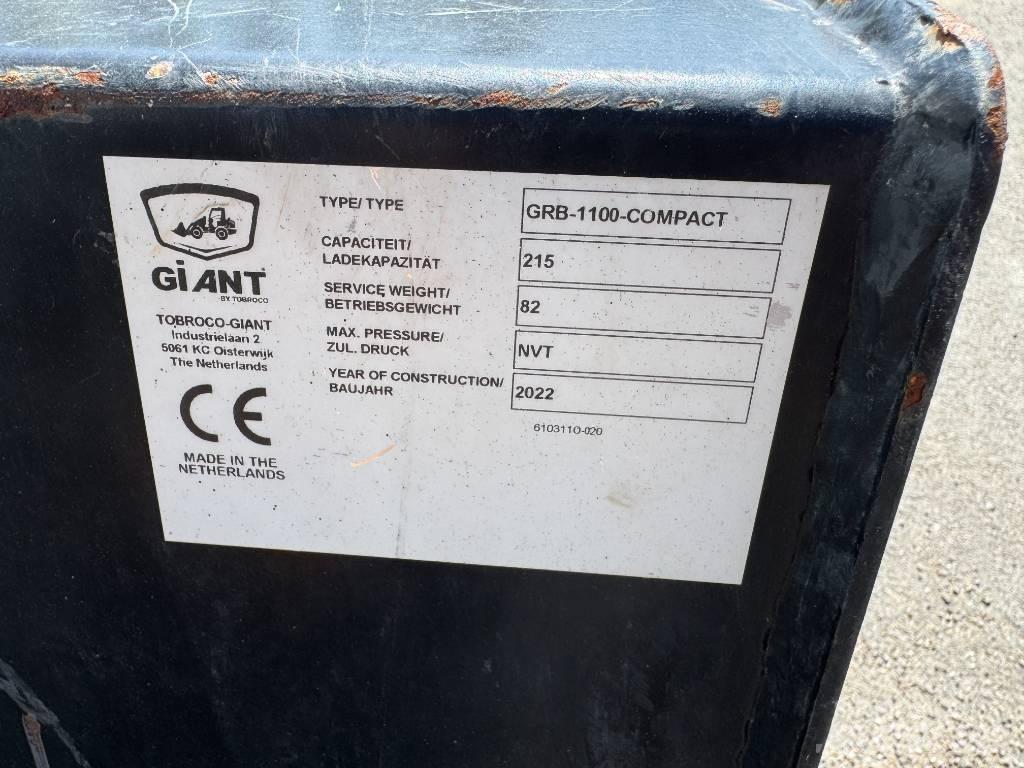 GiANT
BY TOBROCO
TOBROCO-GIANT
Industrielaan 2
5061 KC Oisterwijk
The Netherlands
CE
MADE IN THE
NETHERLANDS
TYPE/ TYPE
GRB-1100-COMPACT
CAPACITEIT/
LADEKAPAZITÄT
215
SERVICE WEIGHT/
BETRIEBSGEWICHT
82
MAX. PRESSURE/
ZUL. DRUCK
NVT
YEAR OF CONSTRUCTION/
BAUJAHR
2022
6103110-020